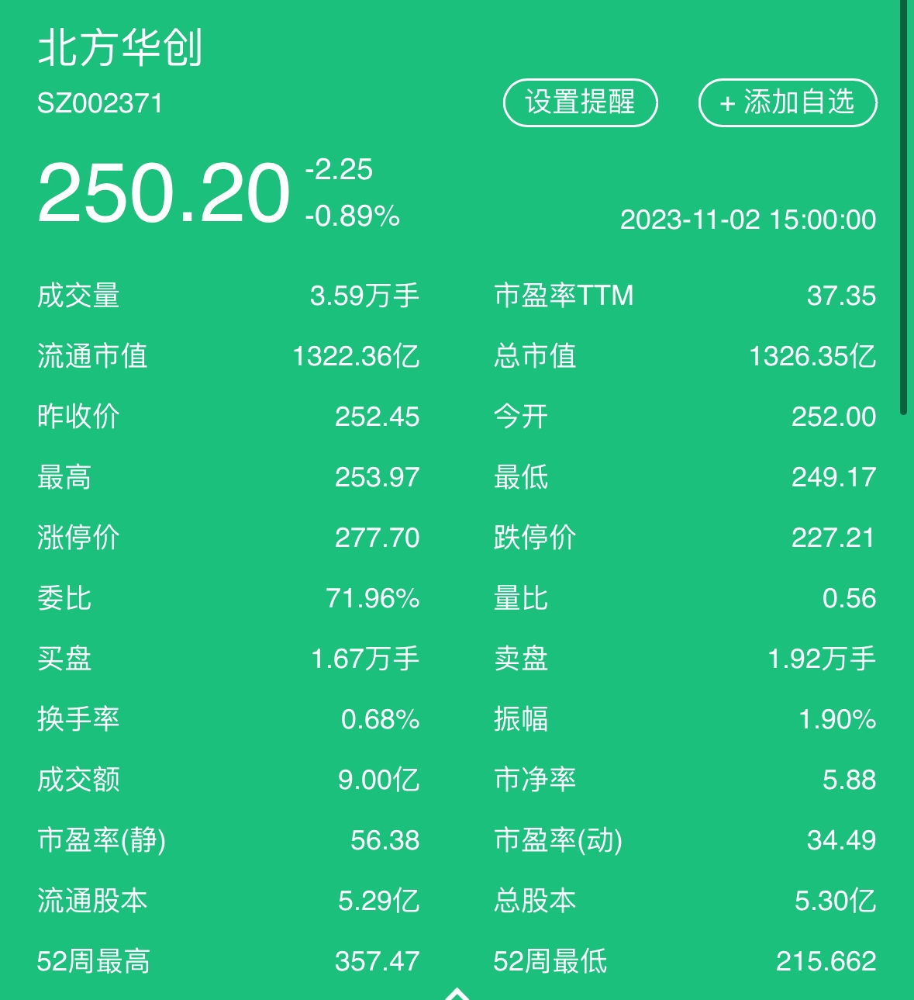 北方华创
SZ002371
设置提醒
+ 添加自选
250.20
-2.25
-0.89%
2023-11-02 15:00:00
成交量 3.59万手 市盈率TTM 37.35
流通市值 1322.36亿 总市值 1326.35亿
昨收价 252.45 今开 252.00
最高 253.97 最低 249.17
涨停价 277.70 跌停价 227.21
委比 71.96% 量比 0.56
买盘 1.67万手 卖盘 1.92万手
换手率 0.68% 振幅 1.90%
成交额 9.00亿 市净率 5.88
市盈率(静) 56.38 市盈率(动) 34.49
流通股本 5.29亿 总股本 5.30亿
52周最高 357.47 52周最低 215.662